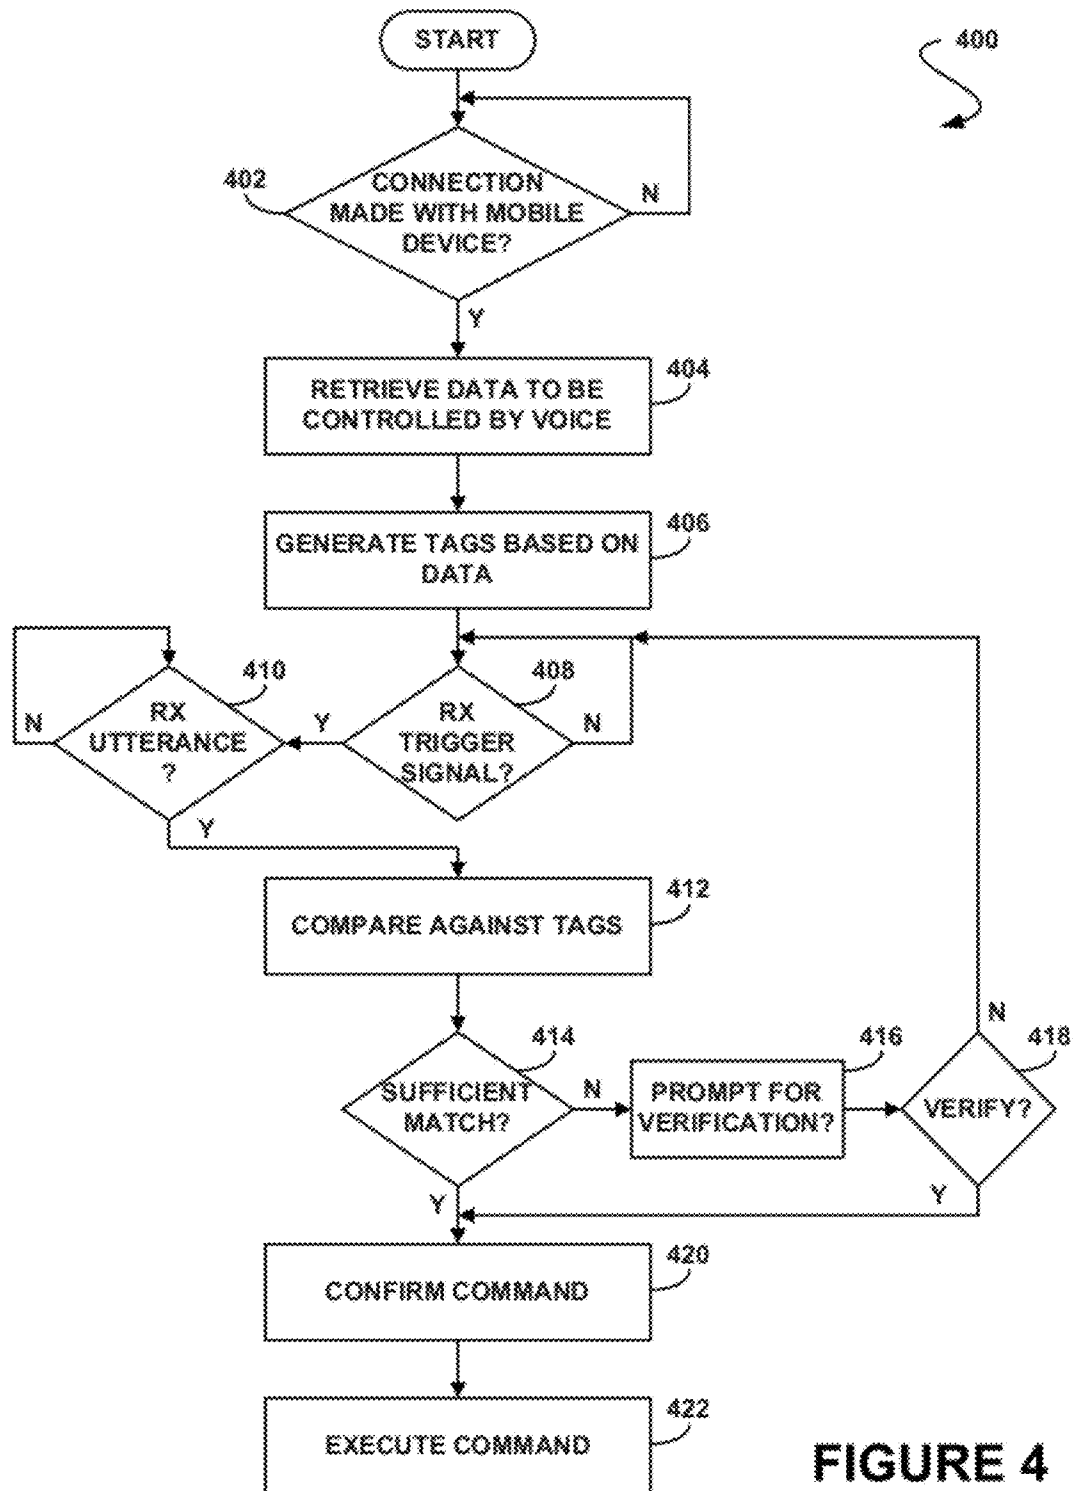 START
400
402
CONNECTION
MADE WITH MOBILE
DEVICE?
N
Y
404
RETRIEVE DATA TO BE
CONTROLLED BY VOICE
406
GENERATE TAGS BASED ON
DATA
410
RX
UTTERANCE
?
N
Y
408
RX
TRIGGER
SIGNAL?
N
Y
412
COMPARE AGAINST TAGS
414
SUFFICIENT
MATCH?
N
Y
416
PROMPT FOR
VERIFICATION?
418
VERIFY?
N
Y
420
CONFIRM COMMAND
422
EXECUTE COMMAND
FIGURE 4